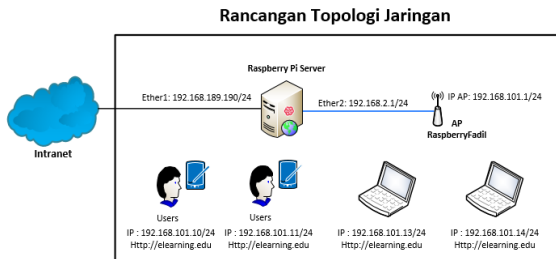 Rancangan Topologi Jaringan
Raspberry Pi Server
Ether1: 192.168.189.190/24
Ether2: 192.168.2.1/24
IP AP: 192.168.101.1/24
AP
RaspberryFadil
Intranet
Users
IP : 192.168.101.10/24
Http://elearning.edu
Users
IP : 192.168.101.11/24
Http://elearning.edu
IP : 192.168.101.13/24
Http://elearning.edu
IP : 192.168.101.14/24
Http://elearning.edu